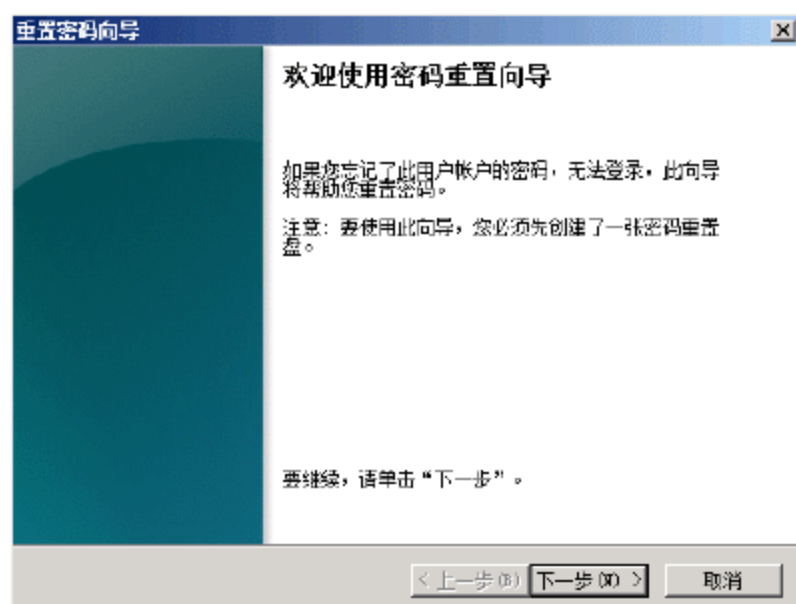 重置密码向导
欢迎使用密码重置向导
如果您忘记了此用户帐户的密码，无法登录，此向导
将帮助您重置密码。
注意：要使用此向导，您必须先创建了一张密码重置
盘。
要继续，请单击“下一步”。
< 上一步(B) 下一步(N) > 取消